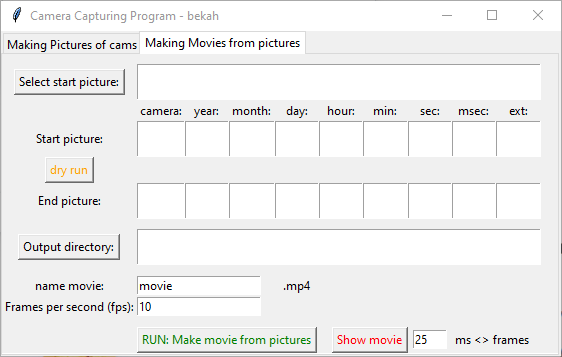 Camera Capturing Program - bekah
Making Pictures of cams Making Movies from pictures
Select start picture:
camera: year: month: day: hour: min: sec: msec: ext:
Start picture:
dry run
End picture:
Output directory:
name movie: movie .mp4
Frames per second (fps): 10
RUN: Make movie from pictures Show movie 25 ms <> frames